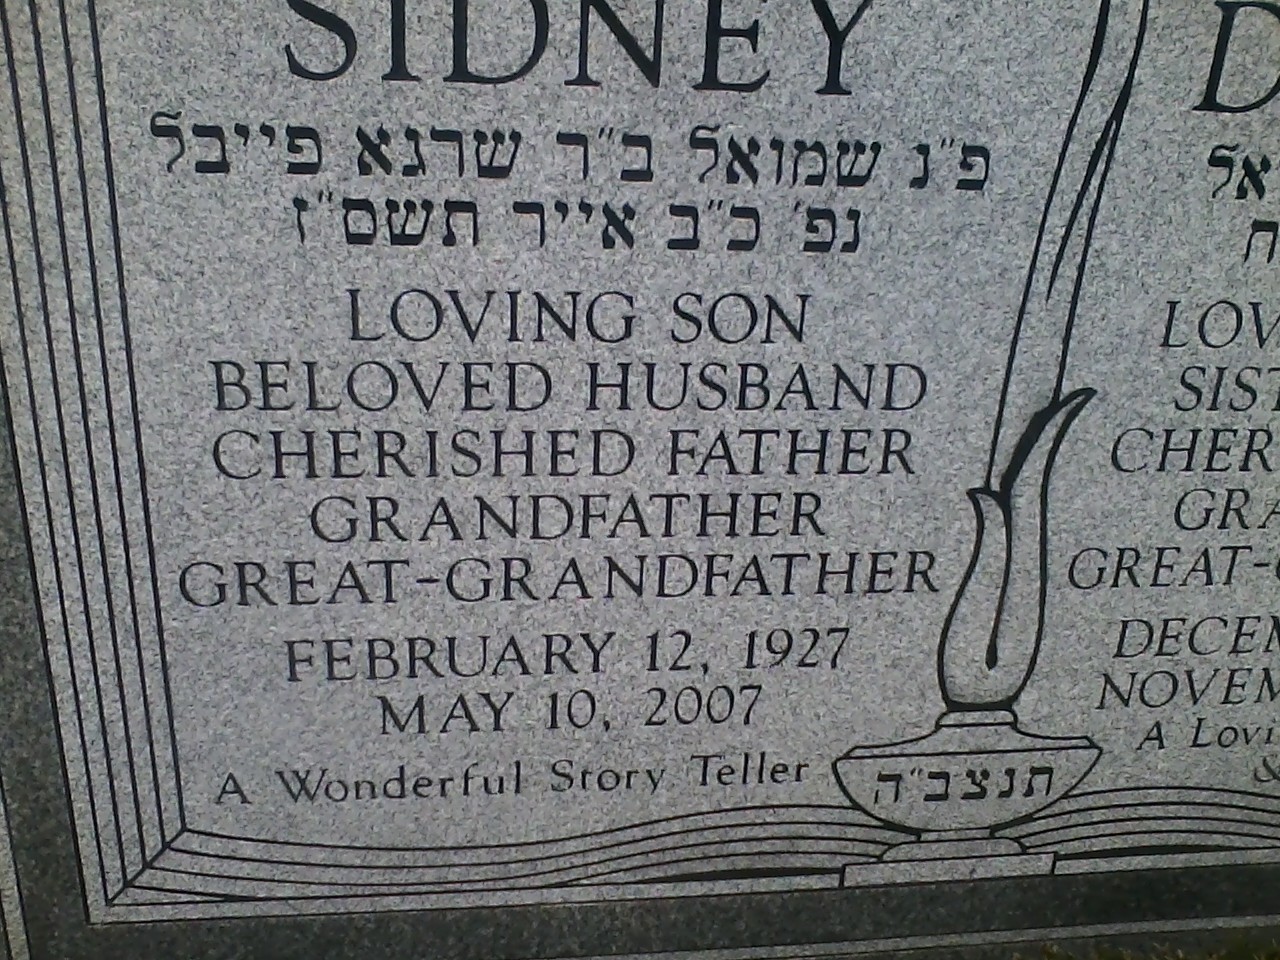 SIDNEY
פ"נ שמואל ב"ר שרגא פייבל
נפ' כ"ב אייר תשס"ז
LOVING SON
BELOVED HUSBAND
CHERISHED FATHER
GRANDFATHER
GREAT-GRANDFATHER
FEBRUARY 12, 1927
MAY 10, 2007
A Wonderful Story Teller
תנצב"ה